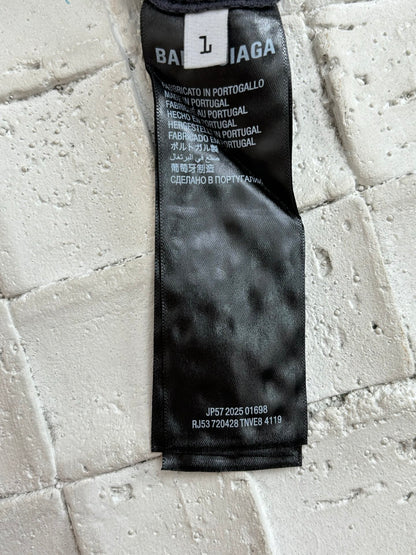 1
FABRICATO IN PORTOGALLO
MADE IN PORTUGAL
FABRIQUÉ AU PORTUGAL
HECHO EN PORTUGAL
HERGESTELLT IN PORTUGAL
FABRICADO EM PORTUGAL
ポルトガル製
صنع في البرتغال
葡萄牙制造
СДЕЛАНО В ПОРТУГАЛИИ
JP57 2025 01698
RJ53 720428 TNVE8 4119